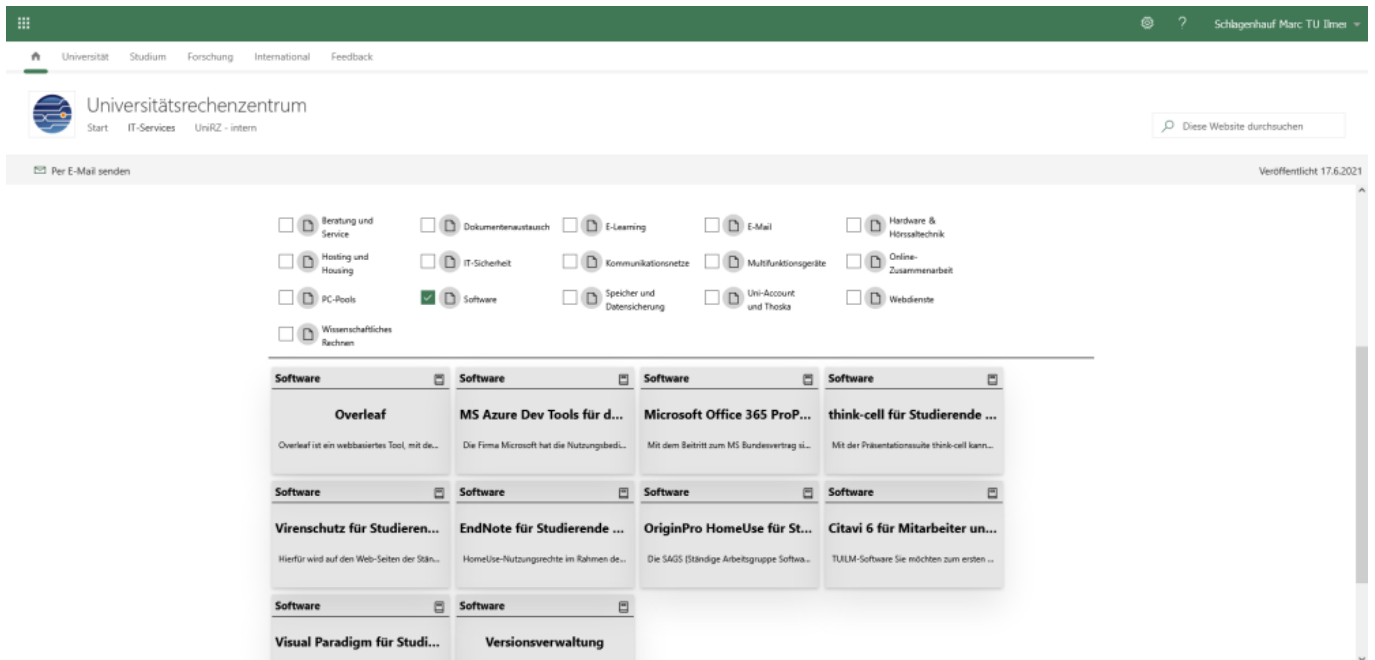 Schlagenhauf Marc TU Ilmer
Universität Studium Forschung International Feedback
Universitätsrechenzentrum
Start IT-Services UniRZ - intern
Diese Website durchsuchen
Per E-Mail senden
Veröffentlicht 17.6.2021
Beratung und
Service
Dokumentenaustausch
E-Learning
E-Mail
Hardware &
Hörssaltechnik
Hosting und
Housing
IT-Sicherheit
Kommunikationsnetze
Multifunktionsgeräte
Online-
Zusammenarbeit
PC-Pools
Software
Speicher und
Datensicherung
Uni-Account
und Thoska
Webdienste
Wissenschaftliches
Rechnen
Software
Overleaf
Overleaf ist ein webbasiertes Tool, mit de...
Software
MS Azure Dev Tools für d...
Die Firma Microsoft hat die Nutzungsbedi...
Software
Microsoft Office 365 ProP...
Mit dem Beitritt zum MS Bundesvertrag si...
Software
think-cell für Studierende ...
Mit der Präsentationssuite think-cell kann...
Software
Virenschutz für Studieren...
Hierfür wird auf den Web-Seiten der Stän...
Software
EndNote für Studierende ...
HomeUse-Nutzungsrechte im Rahmen de...
Software
OriginPro HomeUse für St...
Die SAGS (Ständige Arbeitsgruppe Softwa...
Software
Citavi 6 für Mitarbeiter un...
TUILM-Software Sie möchten zum ersten ...
Software
Visual Paradigm für Studi...
Software
Versionsverwaltung